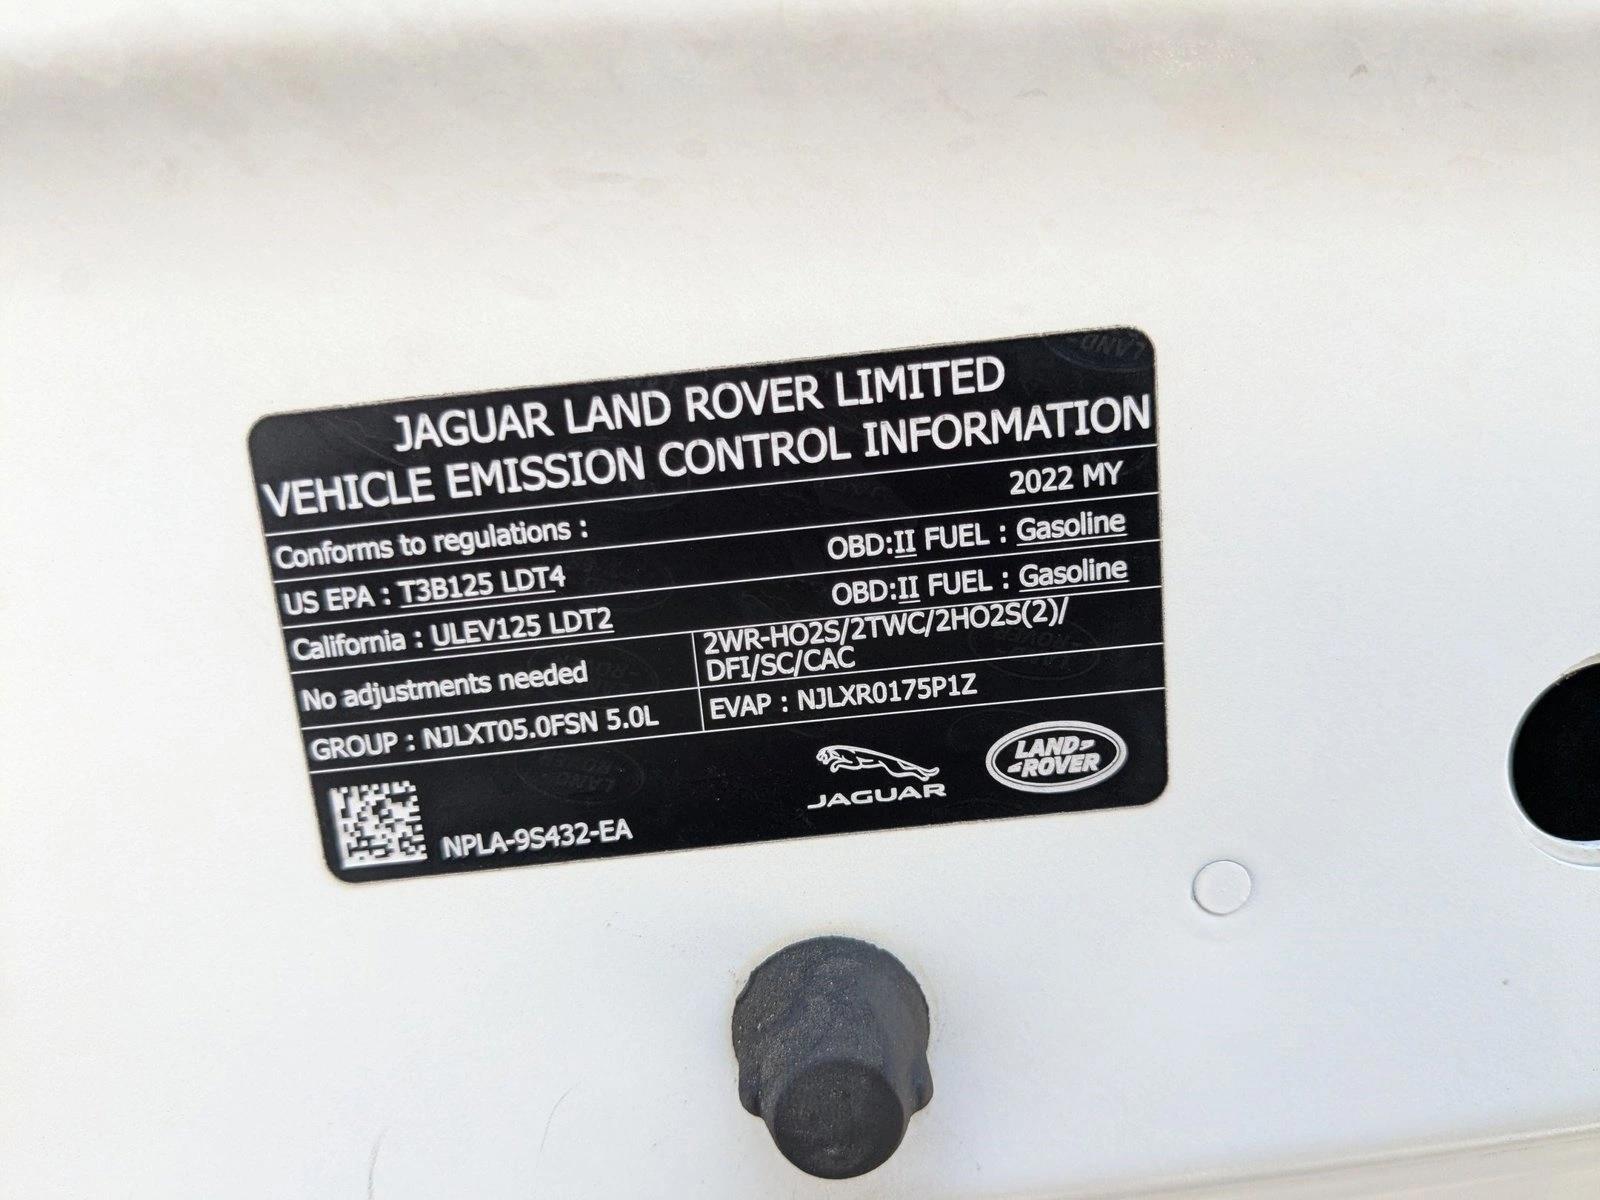 JAGUAR LAND ROVER LIMITED
VEHICLE EMISSION CONTROL INFORMATION
Conforms to regulations : 2022 MY
US EPA : T3B125 LDT4 OBD:II FUEL : Gasoline
California : ULEV125 LDT2 OBD:II FUEL : Gasoline
No adjustments needed
2WR-HO2S/2TWC/2HO2S(2)/
DFI/SC/CAC
GROUP : NJLXT05.0FSN 5.0L
EVAP : NJLXR0175P1Z
NPLA-9S432-EA
JAGUAR
LAND-
-ROVER